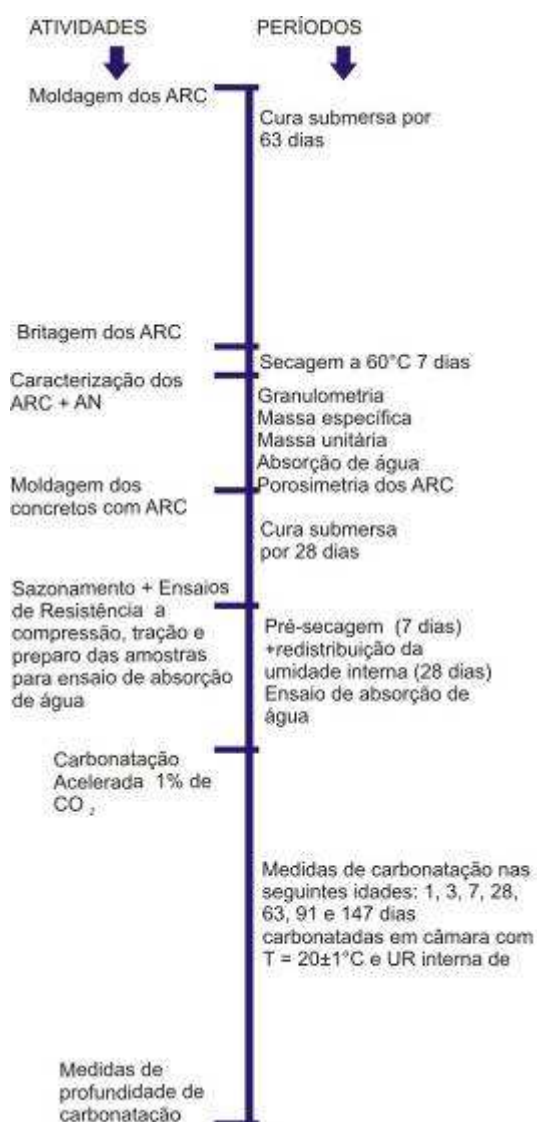 ATIVIDADES
PERÍODOS
Moldagem dos ARC
Cura submersa por
63 dias
Britagem dos ARC
Secagem a 60°C 7 dias
Caracterização dos
ARC + AN
Granulometria
Massa específica
Massa unitária
Absorção de água
Porosimetria dos ARC
Moldagem dos
concretos com ARC
Cura submersa
por 28 dias
Sazonamento + Ensaios
de Resistência a
compressão, tração e
preparo das amostras
para ensaio de absorção
de água
Pré-secagem (7 dias)
+redistribuição da
umidade interna (28 dias)
Ensaio de absorção de
água
Carbonatação
Acelerada 1% de
CO₂
Medidas de carbonatação nas
seguintes idades: 1, 3, 7, 28,
63, 91 e 147 dias
carbonatadas em câmara com
T = 20±1°C e UR interna de
Medidas de
profundidade de
carbonatação